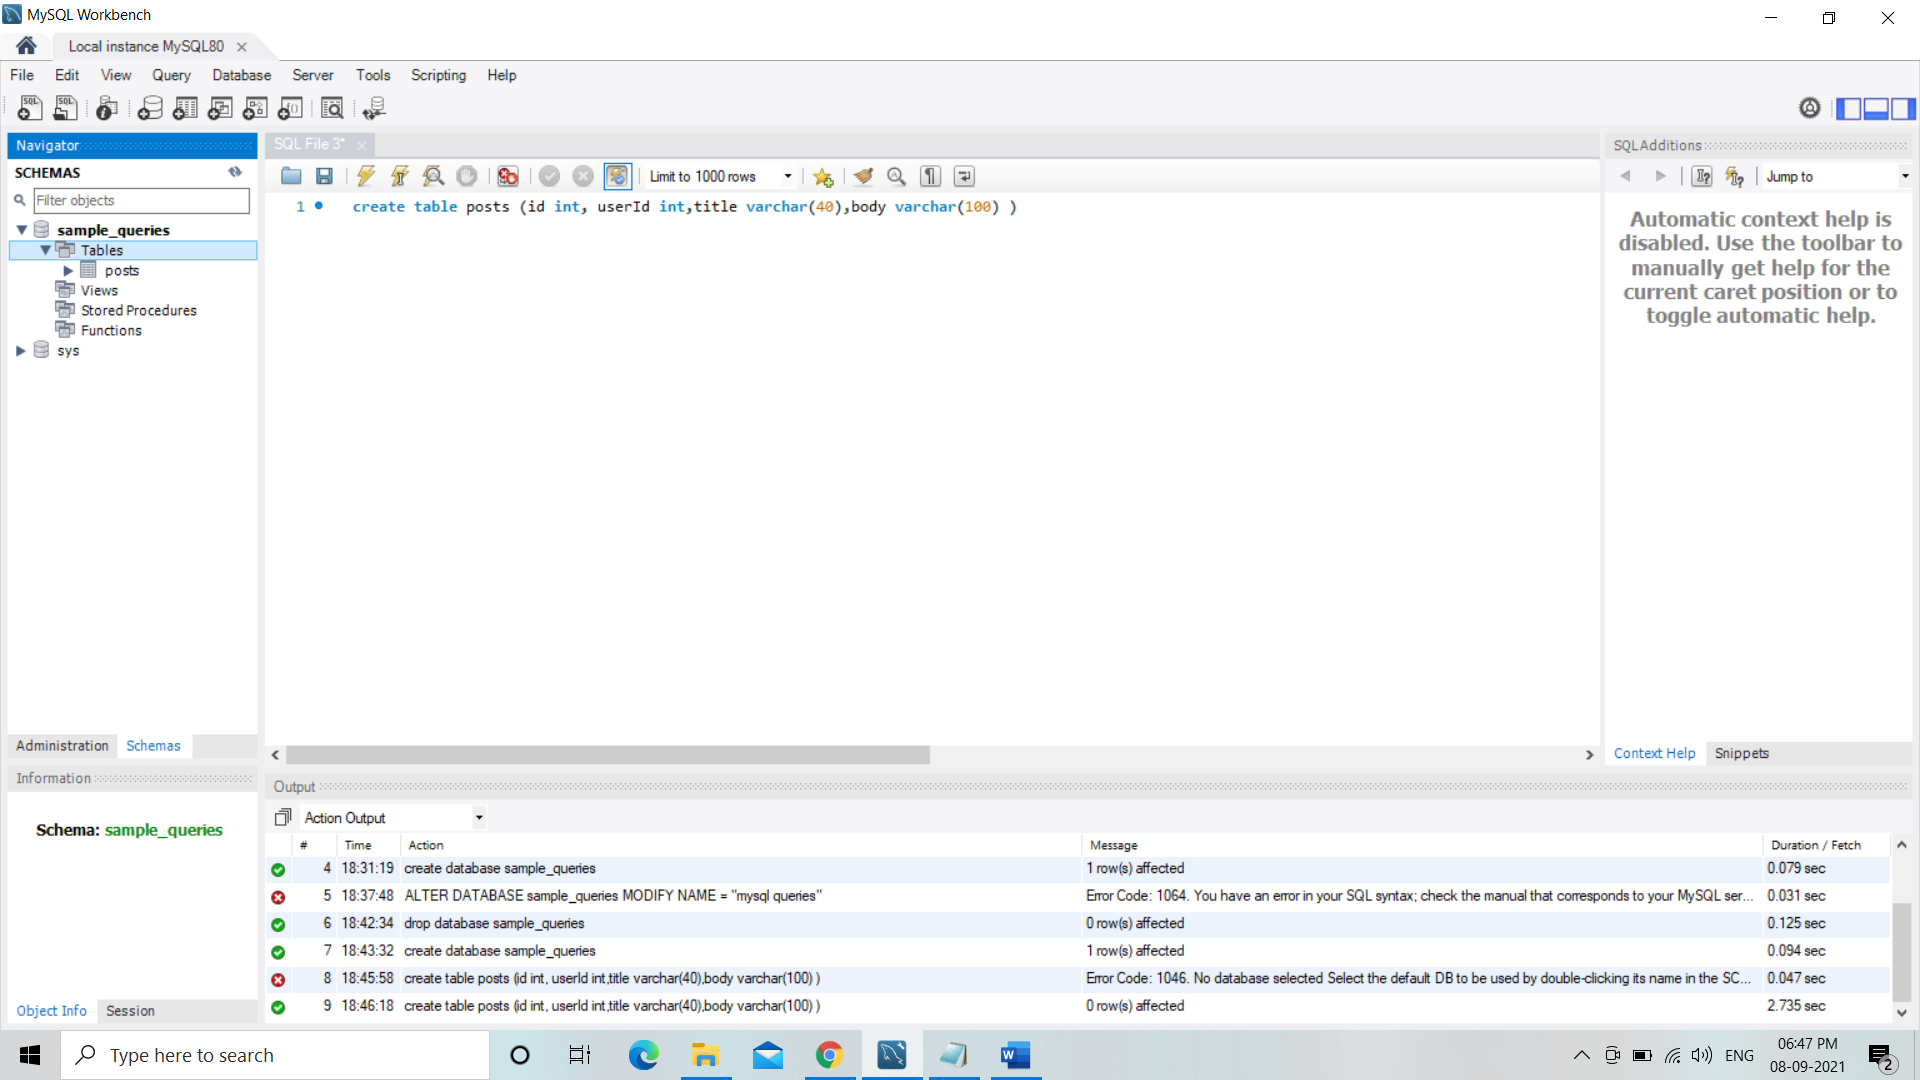 MySQL Workbench
Local instance MySQL80
File Edit View Query Database Server Tools Scripting Help
Navigator
SCHEMAS
Filter objects
sample_queries
Tables
posts
Views
Stored Procedures
Functions
sys
Administration Schemas
Information
Schema: sample_queries
Object Info Session
SQL File 3*
Limit to 1000 rows
1 create table posts (id int, userId int,title varchar(40),body varchar(100) )
SQLAdditions
Jump to
Automatic context help is
disabled. Use the toolbar to
manually get help for the
current caret position or to
toggle automatic help.
Context Help Snippets
Output
Action Output
# Time Action Message Duration / Fetch
4 18:31:19 create database sample_queries 1 row(s) affected 0.079 sec
5 18:37:48 ALTER DATABASE sample_queries MODIFY NAME = "mysql queries" Error Code: 1064. You have an error in your SQL syntax; check the manual that corresponds to your MySQL ser... 0.031 sec
6 18:42:34 drop database sample_queries 0 row(s) affected 0.125 sec
7 18:43:32 create database sample_queries 1 row(s) affected 0.094 sec
8 18:45:58 create table posts (id int, userId int,title varchar(40),body varchar(100) ) Error Code: 1046. No database selected Select the default DB to be used by double-clicking its name in the SC... 0.047 sec
9 18:46:18 create table posts (id int, userId int,title varchar(40),body varchar(100) ) 0 row(s) affected 2.735 sec
Type here to search
ENG
06:47 PM
08-09-2021
2